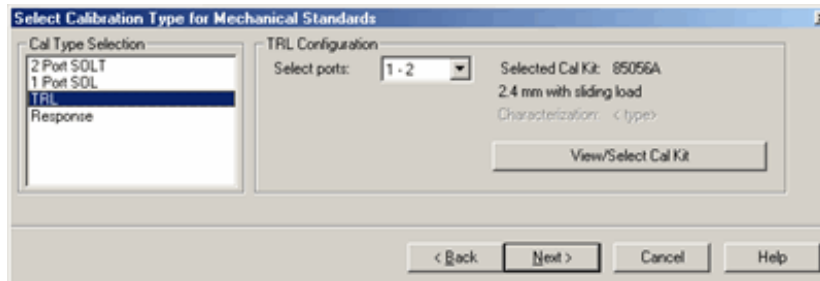 Select Calibration Type for Mechanical Standards
Cal Type Selection
2 Port SOLT
1 Port SOL
TRL
Response
TRL Configuration
Select ports: 1 - 2
Selected Cal Kit: 85056A
2.4 mm with sliding load
Characterization: < type>
View/Select Cal Kit
< Back
Next >
Cancel
Help